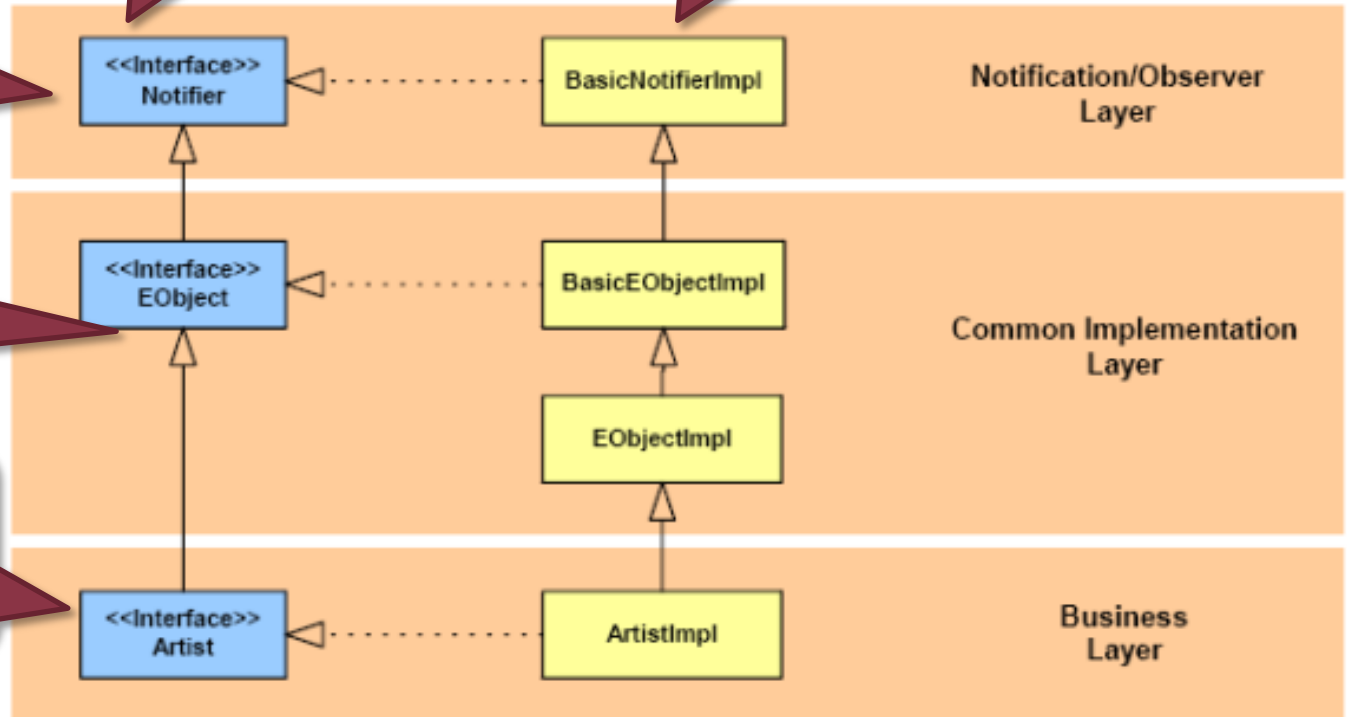 <<Interface>>
Notifier
BasicNotifierImpl
Notification/Observer
Layer
<<Interface>>
EObject
BasicEObjectImpl
Common Implementation
Layer
EObjectImpl
<<Interface>>
Artist
ArtistImpl
Business
Layer